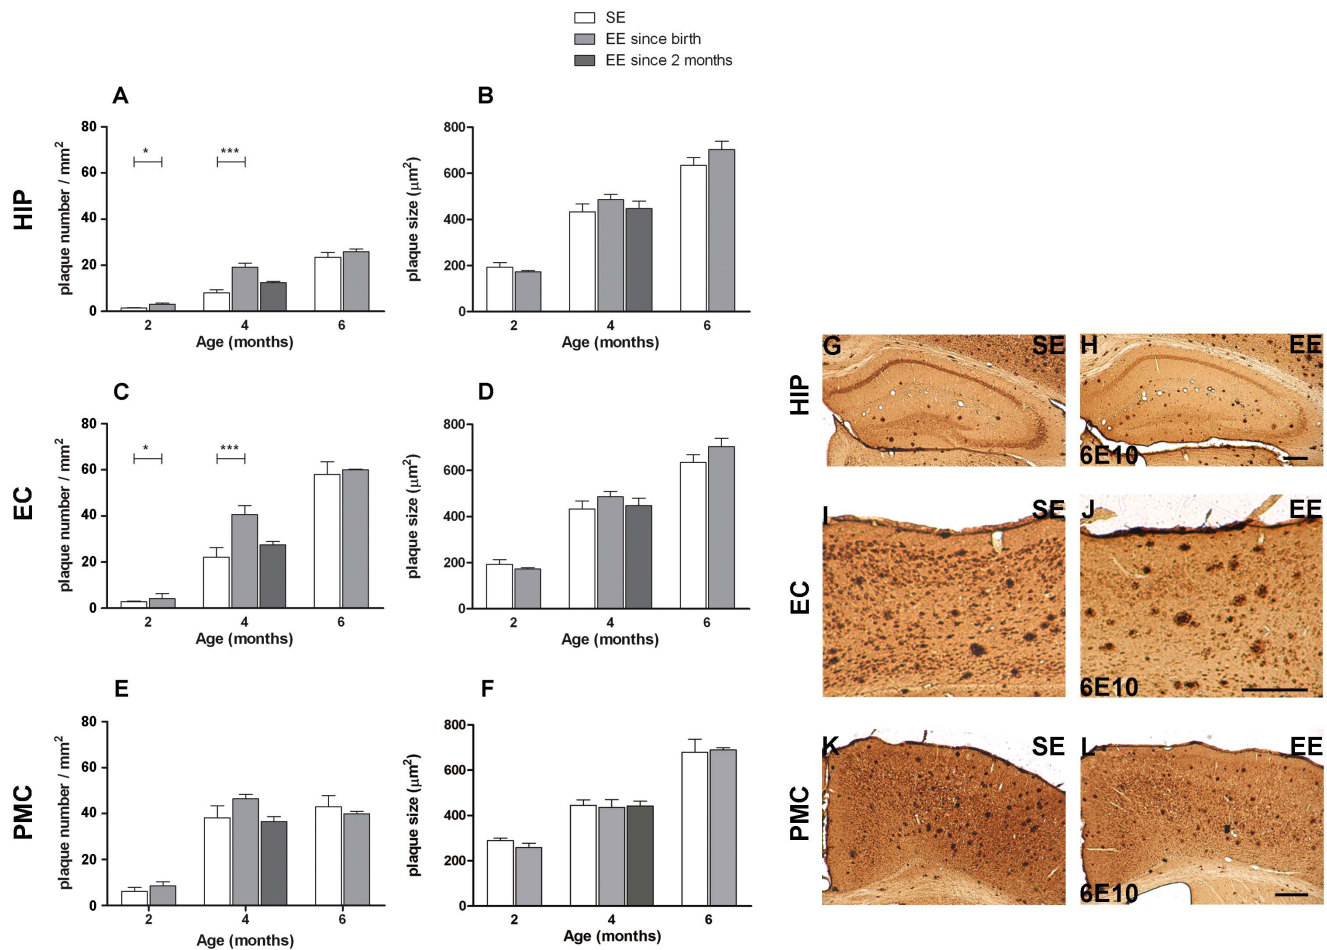 SE
EE since birth
EE since 2 months
A
B
HIP
plaque number / mm²
80
60
40
20
0
*
***
2
4
6
Age (months)
plaque size (µm²)
800
600
400
200
0
2
4
6
Age (months)
C
D
EC
plaque number / mm²
80
60
40
20
0
*
***
2
4
6
Age (months)
plaque size (µm²)
800
600
400
200
0
2
4
6
Age (months)
E
F
PMC
plaque number / mm²
80
60
40
20
0
2
4
6
Age (months)
plaque size (µm²)
800
600
400
200
0
2
4
6
Age (months)
HIP
G
SE
H
EE
6E10
EC
I
SE
J
EE
6E10
PMC
K
SE
L
EE
6E10